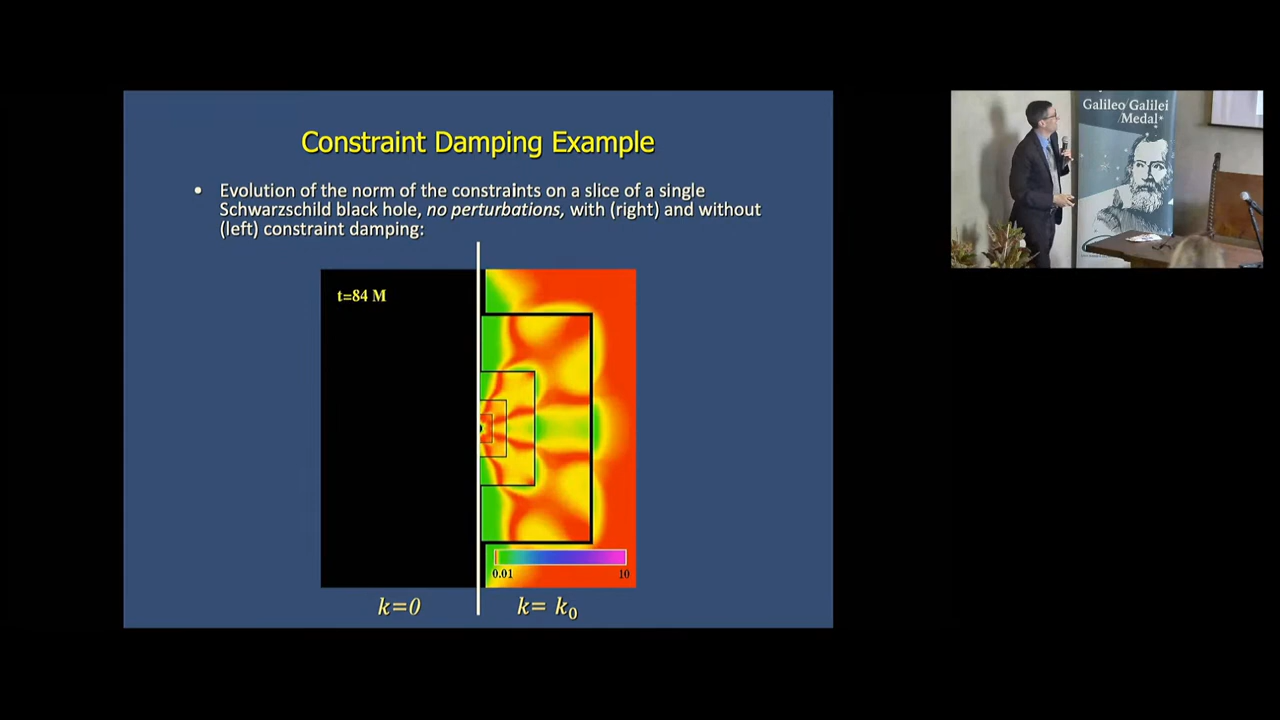 Constraint Damping Example
• Evolution of the norm of the constraints on a slice of a single
Schwarzschild black hole, no perturbations, with (right) and without
(left) constraint damping:
t=84 M
0.01 10
k=0 k= k₀
Galileo Galilei
Medal